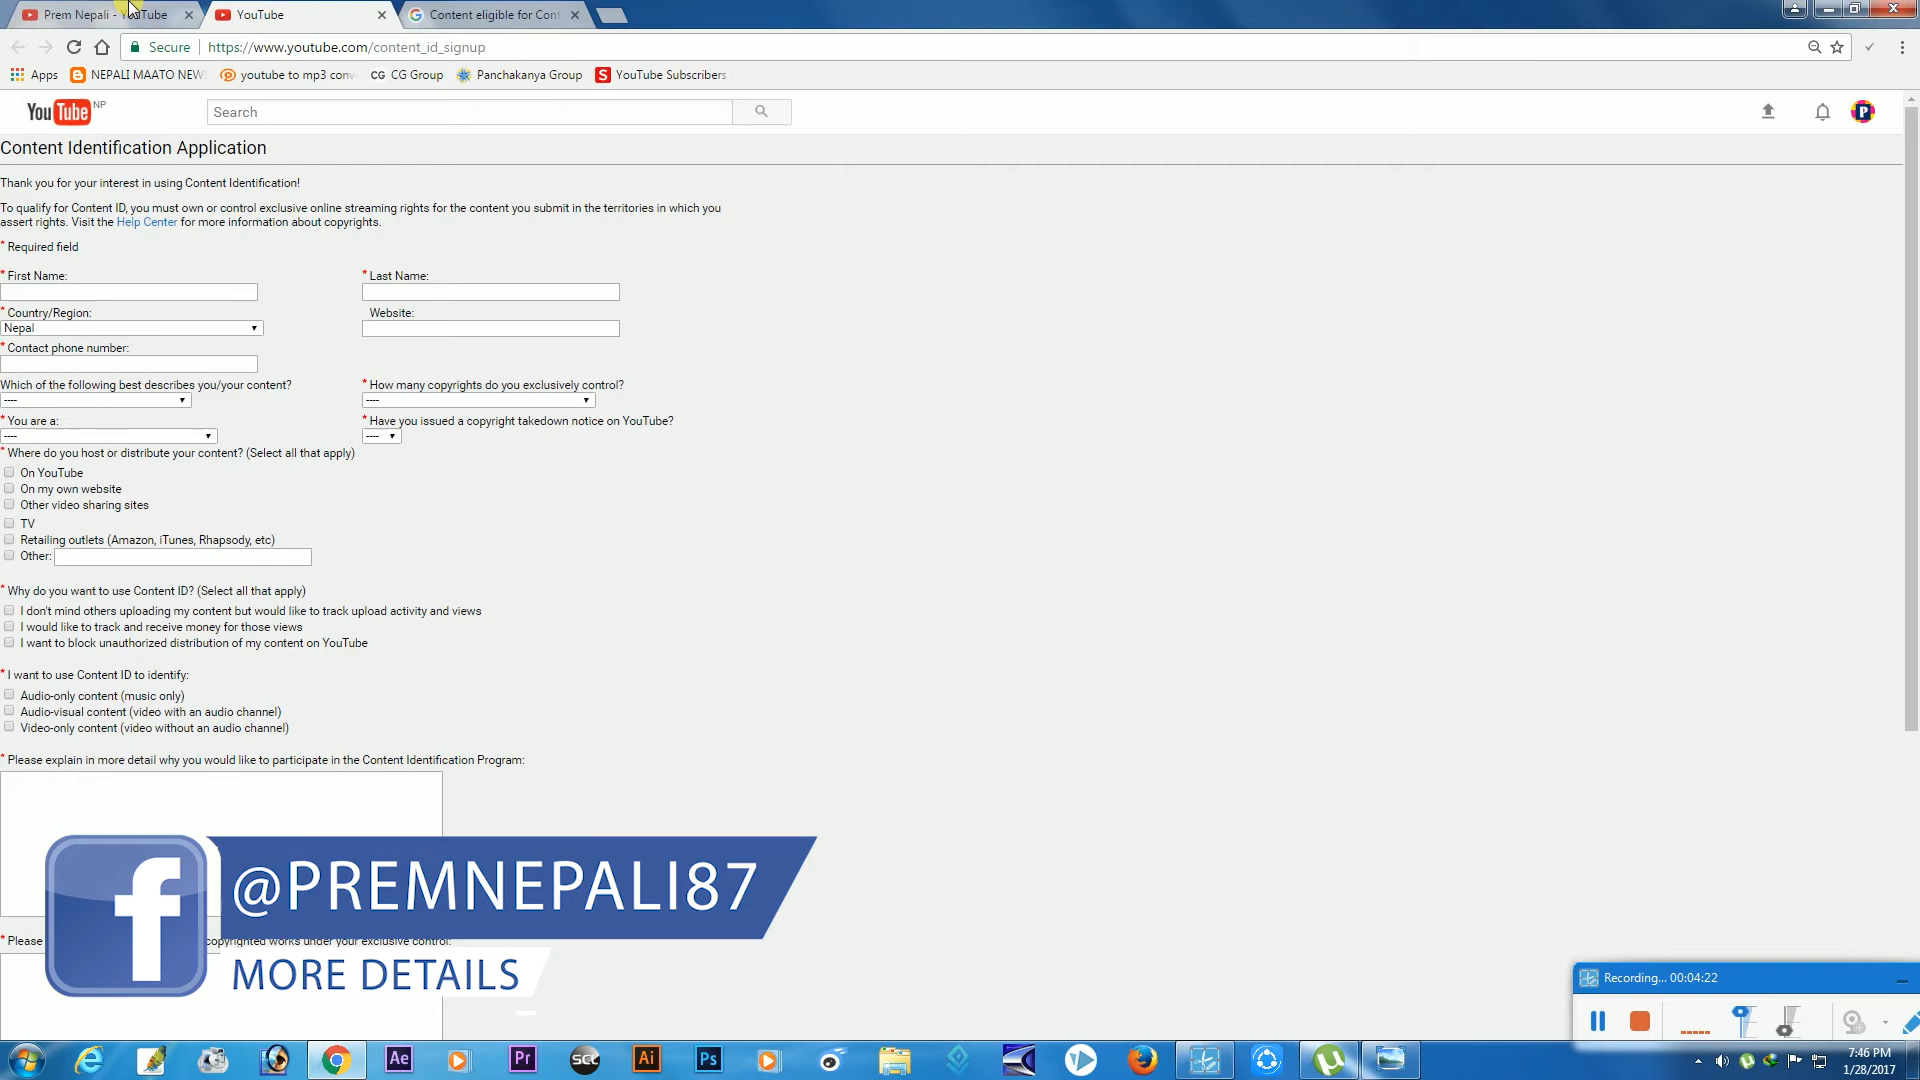 Prem Nepali - YouTube
YouTube
Content eligible for Cont
Secure
https://www.youtube.com/content_id_signup
Apps
NEPALI MAATO NEW
youtube to mp3 conv
CG CG Group
Panchakanya Group
S YouTube Subscribers
YouTube NP
Search
P
Content Identification Application
Thank you for your interest in using Content Identification!
To qualify for Content ID, you must own or control exclusive online streaming rights for the content you submit in the territories in which you
assert rights. Visit the Help Center for more information about copyrights.
* Required field
* First Name:
* Last Name:
* Country/Region:
Website:
Nepal
* Contact phone number:
Which of the following best describes you/your content?
* How many copyrights do you exclusively control?
----
----
* You are a:
* Have you issued a copyright takedown notice on YouTube?
----
----
* Where do you host or distribute your content? (Select all that apply)
On YouTube
On my own website
Other video sharing sites
TV
Retailing outlets (Amazon, iTunes, Rhapsody, etc)
Other:
* Why do you want to use Content ID? (Select all that apply)
I don't mind others uploading my content but would like to track upload activity and views
I would like to track and receive money for those views
I want to block unauthorized distribution of my content on YouTube
* I want to use Content ID to identify:
Audio-only content (music only)
Audio-visual content (video with an audio channel)
Video-only content (video without an audio channel)
* Please explain in more detail why you would like to participate in the Content Identification Program:
f @PREMNEPALI87
* Please copyrighted works under your exclusive control:
MORE DETAILS
Recording... 00:04:22
Ae
Pr
SCC
Ai
Ps
7:46 PM
1/28/2017